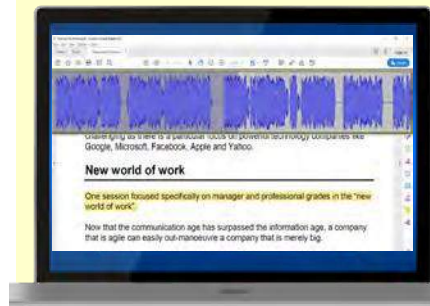 challenging as there is a particular focus on powerful technology companies like
Google, Microsoft, Facebook, Apple and Yahoo.
New world of work
One session focused specifically on manager and professional grades in the "new
world of work".
Now that the communication age has surpassed the information age, a company
that is agile can easily out-manoeuvre a company that is merely big.